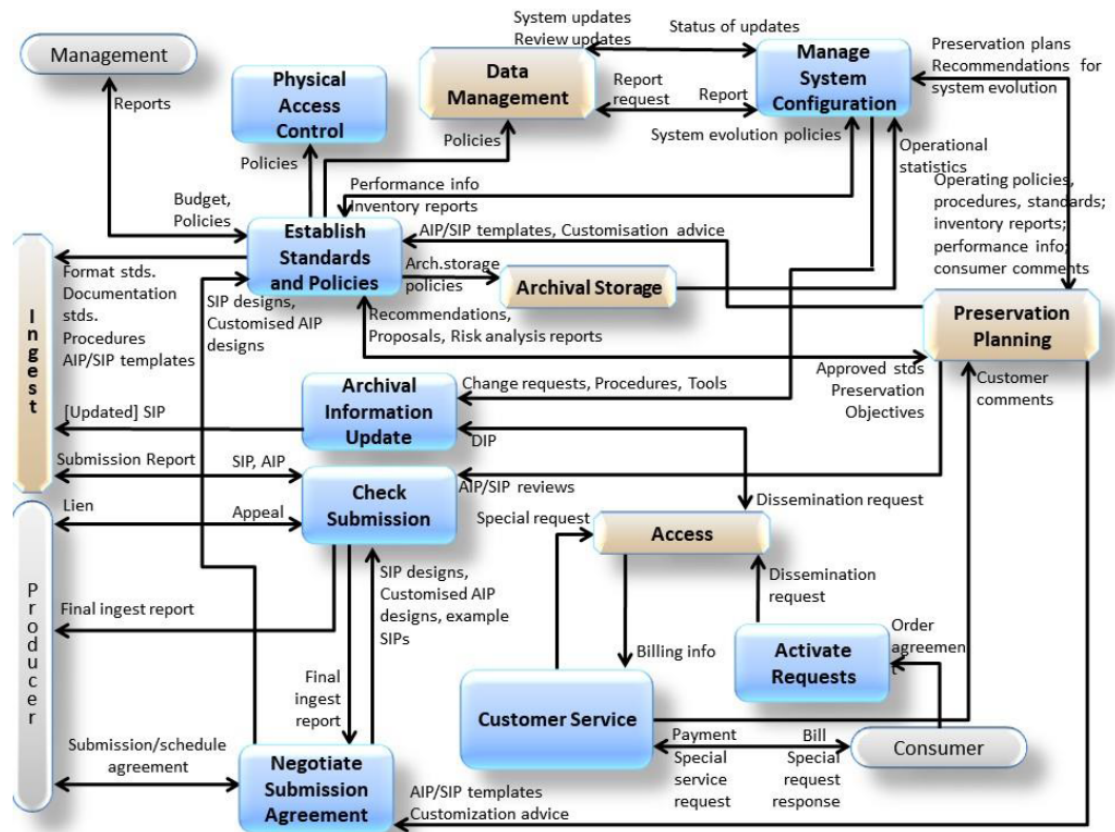 System updates
Review updates
Status of updates
Management
Reports
Physical
Access
Control
Data
Management
Manage
System
Configuration
Preservation plans
Recommendations for
system evolution
Report
request
Report
Policies
Policies
System evolution policies
Operational
statistics
Budget,
Policies
Performance info
Inventory reports
Operating policies,
procedures, standards;
inventory reports;
performance info;
consumer comments
Establish
Standards
and Policies
AIP/SIP templates, Customisation advice
Arch.storage
policies
Archival Storage
Ingest
Format stds.
Documentation
stds.
Procedures
AIP/SIP templates
SIP designs,
Customised AIP
designs
Recommendations,
Proposals, Risk analysis reports
Preservation
Planning
Approved stds
Preservation
Objectives
Customer
comments
Archival
Information
Update
Change requests, Procedures, Tools
[Updated] SIP
DIP
Submission Report
SIP, AIP
Check
Submission
AIP/SIP reviews
Dissemination request
Lien
Appeal
Special request
Access
Producer
SIP designs,
Customised AIP
designs, example
SIPs
Dissemination
request
Final ingest report
Order
agreemen
t
Activate
Requests
Billing info
Final
ingest
report
Customer Service
Payment
Special
service
request
Bill
Special
request
response
Consumer
Submission/schedule
agreement
Negotiate
Submission
Agreement
AIP/SIP templates
Customization advice